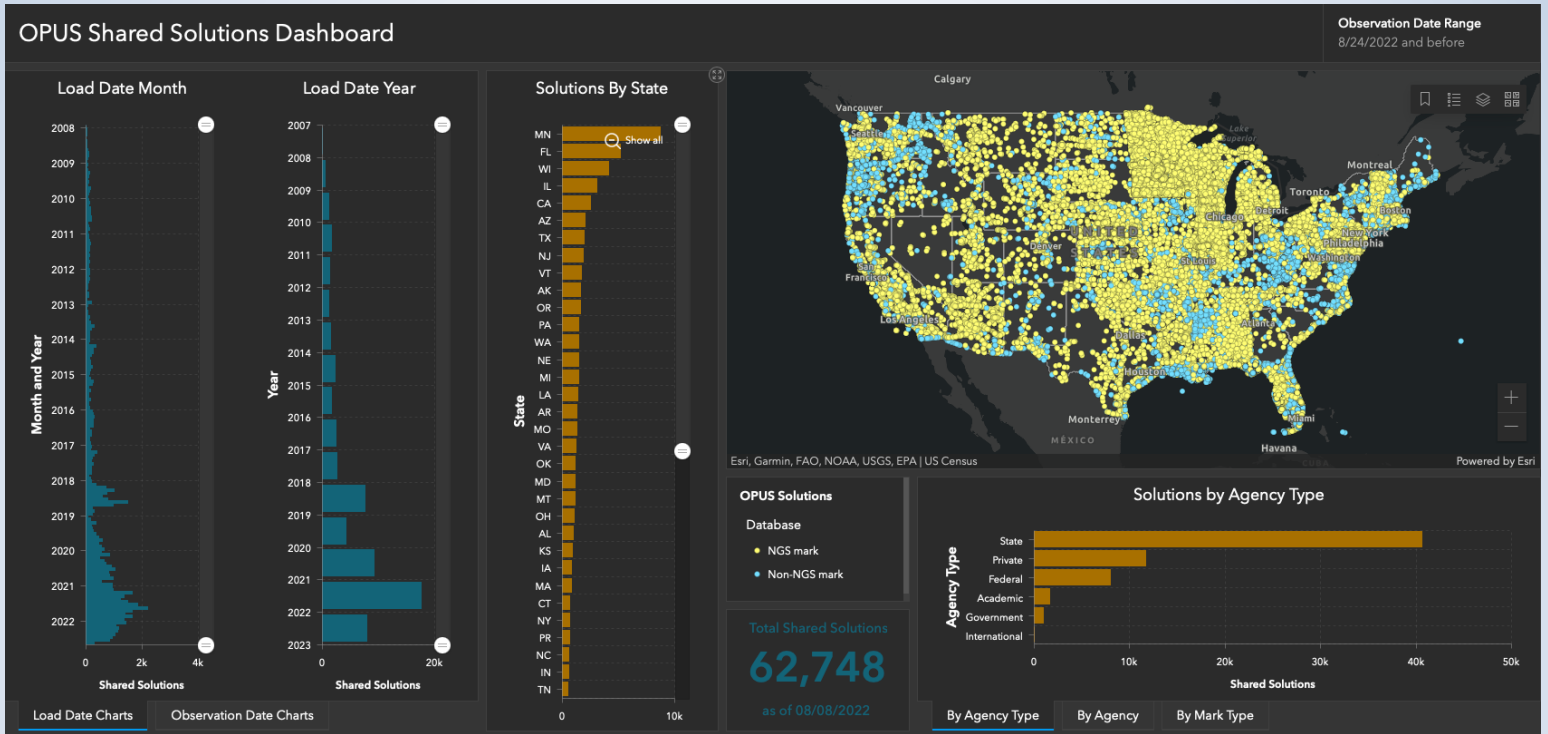 OPUS Shared Solutions Dashboard
Observation Date Range
8/24/2022 and before
Load Date Month
Month and Year
2008
2009
2010
2011
2012
2013
2014
2015
2016
2017
2018
2019
2020
2021
2022
0 2k 4k
Shared Solutions
Load Date Year
Year
2007
2008
2009
2010
2011
2012
2013
2014
2015
2016
2017
2018
2019
2020
2021
2022
2023
0 20k
Shared Solutions
Load Date Charts
Observation Date Charts
Solutions By State
Show all
State
MN
FL
WI
IL
CA
AZ
TX
NJ
VT
AK
OR
PA
WA
NE
MI
LA
AR
MO
VA
OK
MD
MT
OH
AL
KS
IA
MA
CT
NY
PR
NC
IN
TN
0 10k
Calgary
Vancouver
Seattle
Lake
Superior
Montreal
Toronto
Boston
Chicago
Detroit
New York
Philadelphia
UNITED
STATES
Denver
St Louis
Washington
San
Francisco
Los Angeles
Atlanta
Dallas
Houston
Monterrey
Miami
MÉXICO
Havana
CUBA
Esri, Garmin, FAO, NOAA, USGS, EPA | US Census
Powered by Esri
OPUS Solutions
Database
NGS mark
Non-NGS mark
Total Shared Solutions
62,748
as of 08/08/2022
Solutions by Agency Type
Agency Type
State
Private
Federal
Academic
Government
International
0 10k 20k 30k 40k 50k
Shared Solutions
By Agency Type
By Agency
By Mark Type